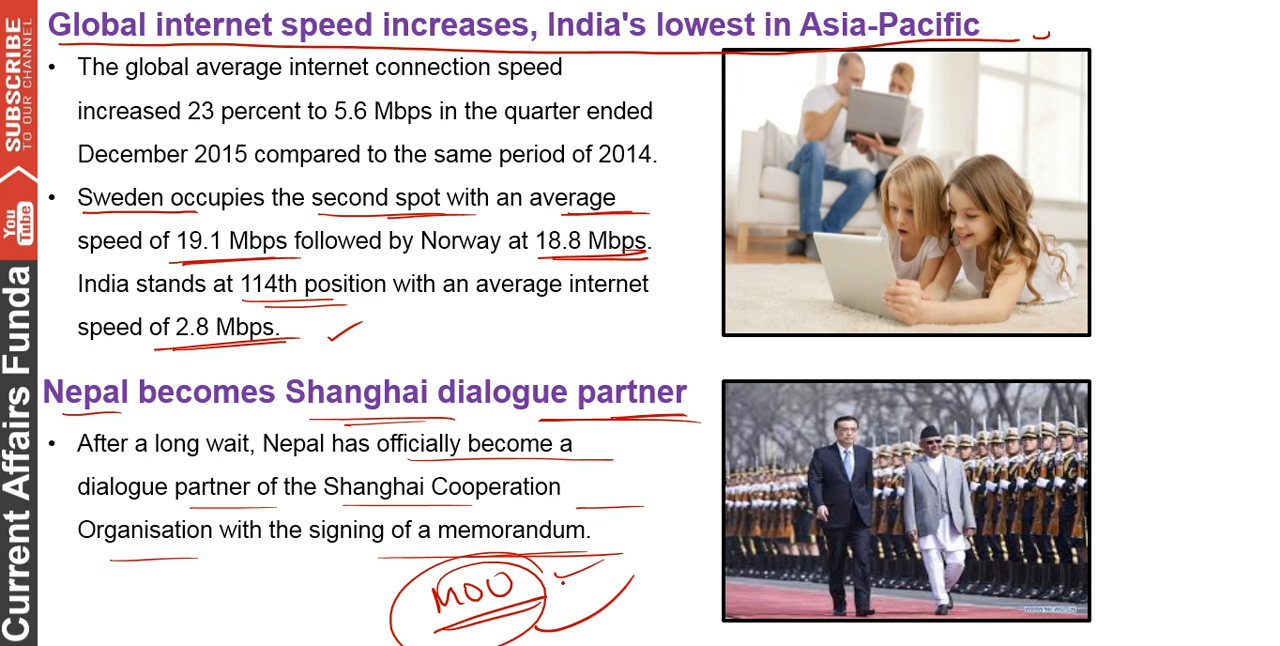 Global internet speed increases, India's lowest in Asia-Pacific
• The global average internet connection speed
increased 23 percent to 5.6 Mbps in the quarter ended
December 2015 compared to the same period of 2014.
• Sweden occupies the second spot with an average
speed of 19.1 Mbps followed by Norway at 18.8 Mbps.
India stands at 114th position with an average internet
speed of 2.8 Mbps.
Nepal becomes Shanghai dialogue partner
• After a long wait, Nepal has officially become a
dialogue partner of the Shanghai Cooperation
Organisation with the signing of a memorandum.
MOU
SUBSCRIBE
TO OUR CHANNEL
You
Tube
Current Affairs Funda